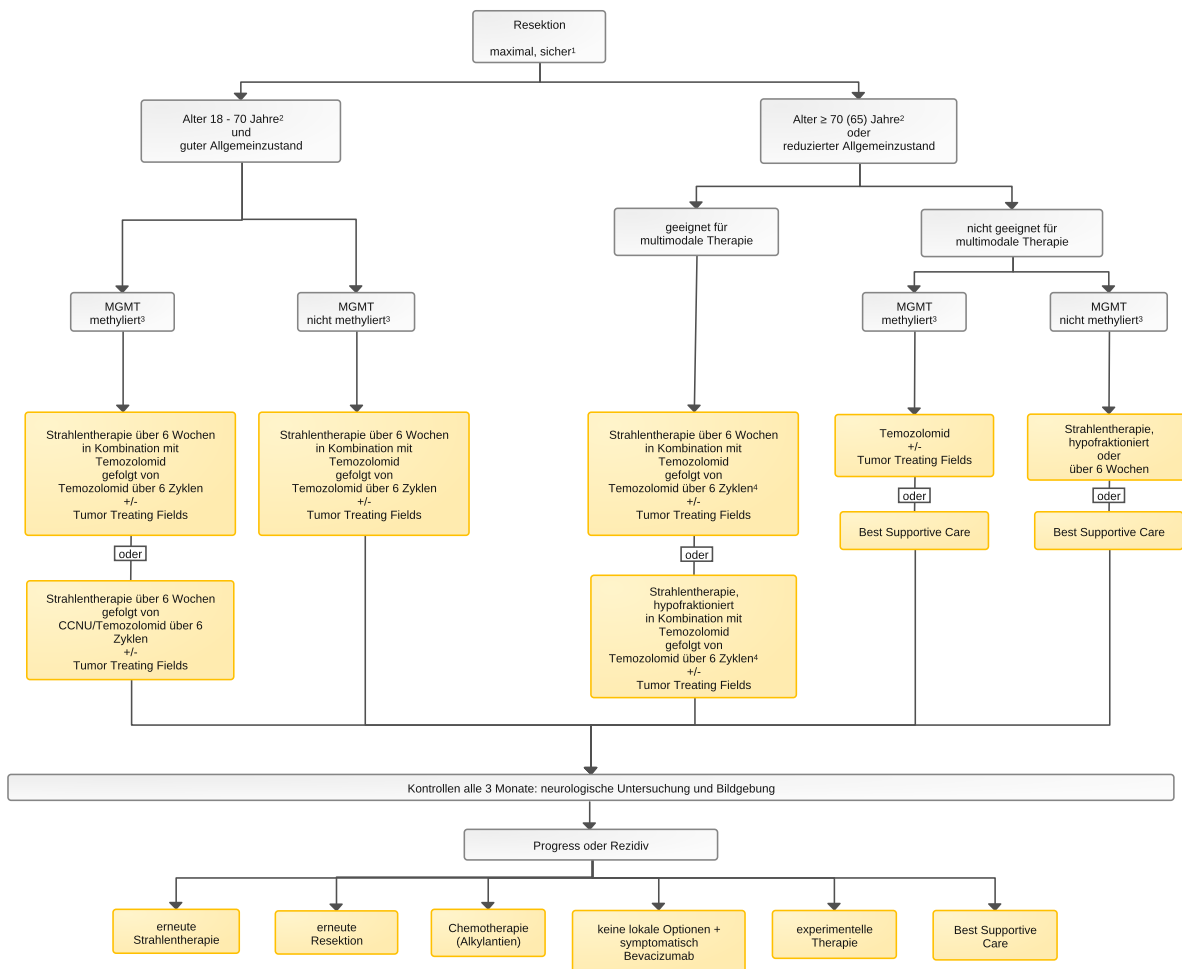 Resektion
maximal, sicher¹
Alter 18 - 70 Jahre²
und
guter Allgemeinzustand
Alter ≥ 70 (65) Jahre²
oder
reduzierter Allgemeinzustand
geeignet für
multimodale Therapie
nicht geeignet für
multimodale Therapie
MGMT
methyliert³
MGMT
nicht methyliert³
MGMT
methyliert³
MGMT
nicht methyliert³
Strahlentherapie über 6 Wochen
in Kombination mit
Temozolomid
gefolgt von
Temozolomid über 6 Zyklen
+/-
Tumor Treating Fields
oder
Strahlentherapie über 6 Wochen
gefolgt von
CCNU/Temozolomid über 6
Zyklen
+/-
Tumor Treating Fields
Strahlentherapie über 6 Wochen
in Kombination mit
Temozolomid
gefolgt von
Temozolomid über 6 Zyklen
+/-
Tumor Treating Fields
Strahlentherapie über 6 Wochen
in Kombination mit
Temozolomid
gefolgt von
Temozolomid über 6 Zyklen⁴
+/-
Tumor Treating Fields
oder
Strahlentherapie,
hypofraktioniert
in Kombination mit
Temozolomid
gefolgt von
Temozolomid über 6 Zyklen⁴
+/-
Tumor Treating Fields
Temozolomid
+/-
Tumor Treating Fields
oder
Best Supportive Care
Strahlentherapie,
hypofraktioniert
oder
über 6 Wochen
oder
Best Supportive Care
Kontrollen alle 3 Monate: neurologische Untersuchung und Bildgebung
Progress oder Rezidiv
erneute
Strahlentherapie
erneute
Resektion
Chemotherapie
(Alkylantien)
keine lokale Optionen +
symptomatisch
Bevacizumab
experimentelle
Therapie
Best Supportive
Care